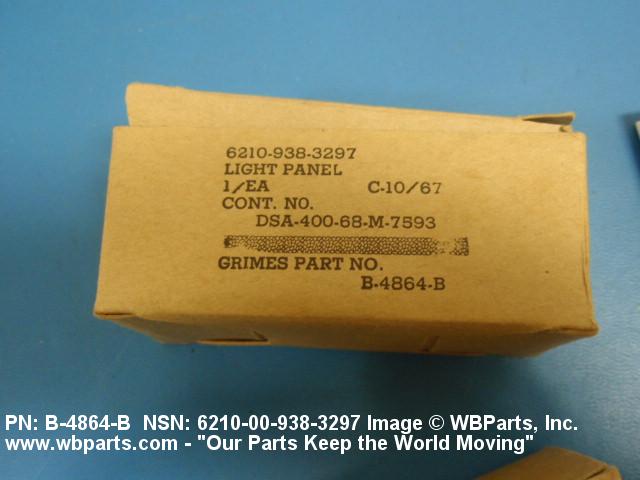 6210-938-3297
LIGHT PANEL
1/EA C-10/67
CONT. NO.
DSA-400-68-M-7593
GRIMES PART NO.
B-4864-B
PN: B-4864-B NSN: 6210-00-938-3297 Image © WBParts, Inc.
www.wbparts.com - "Our Parts Keep the World Moving"